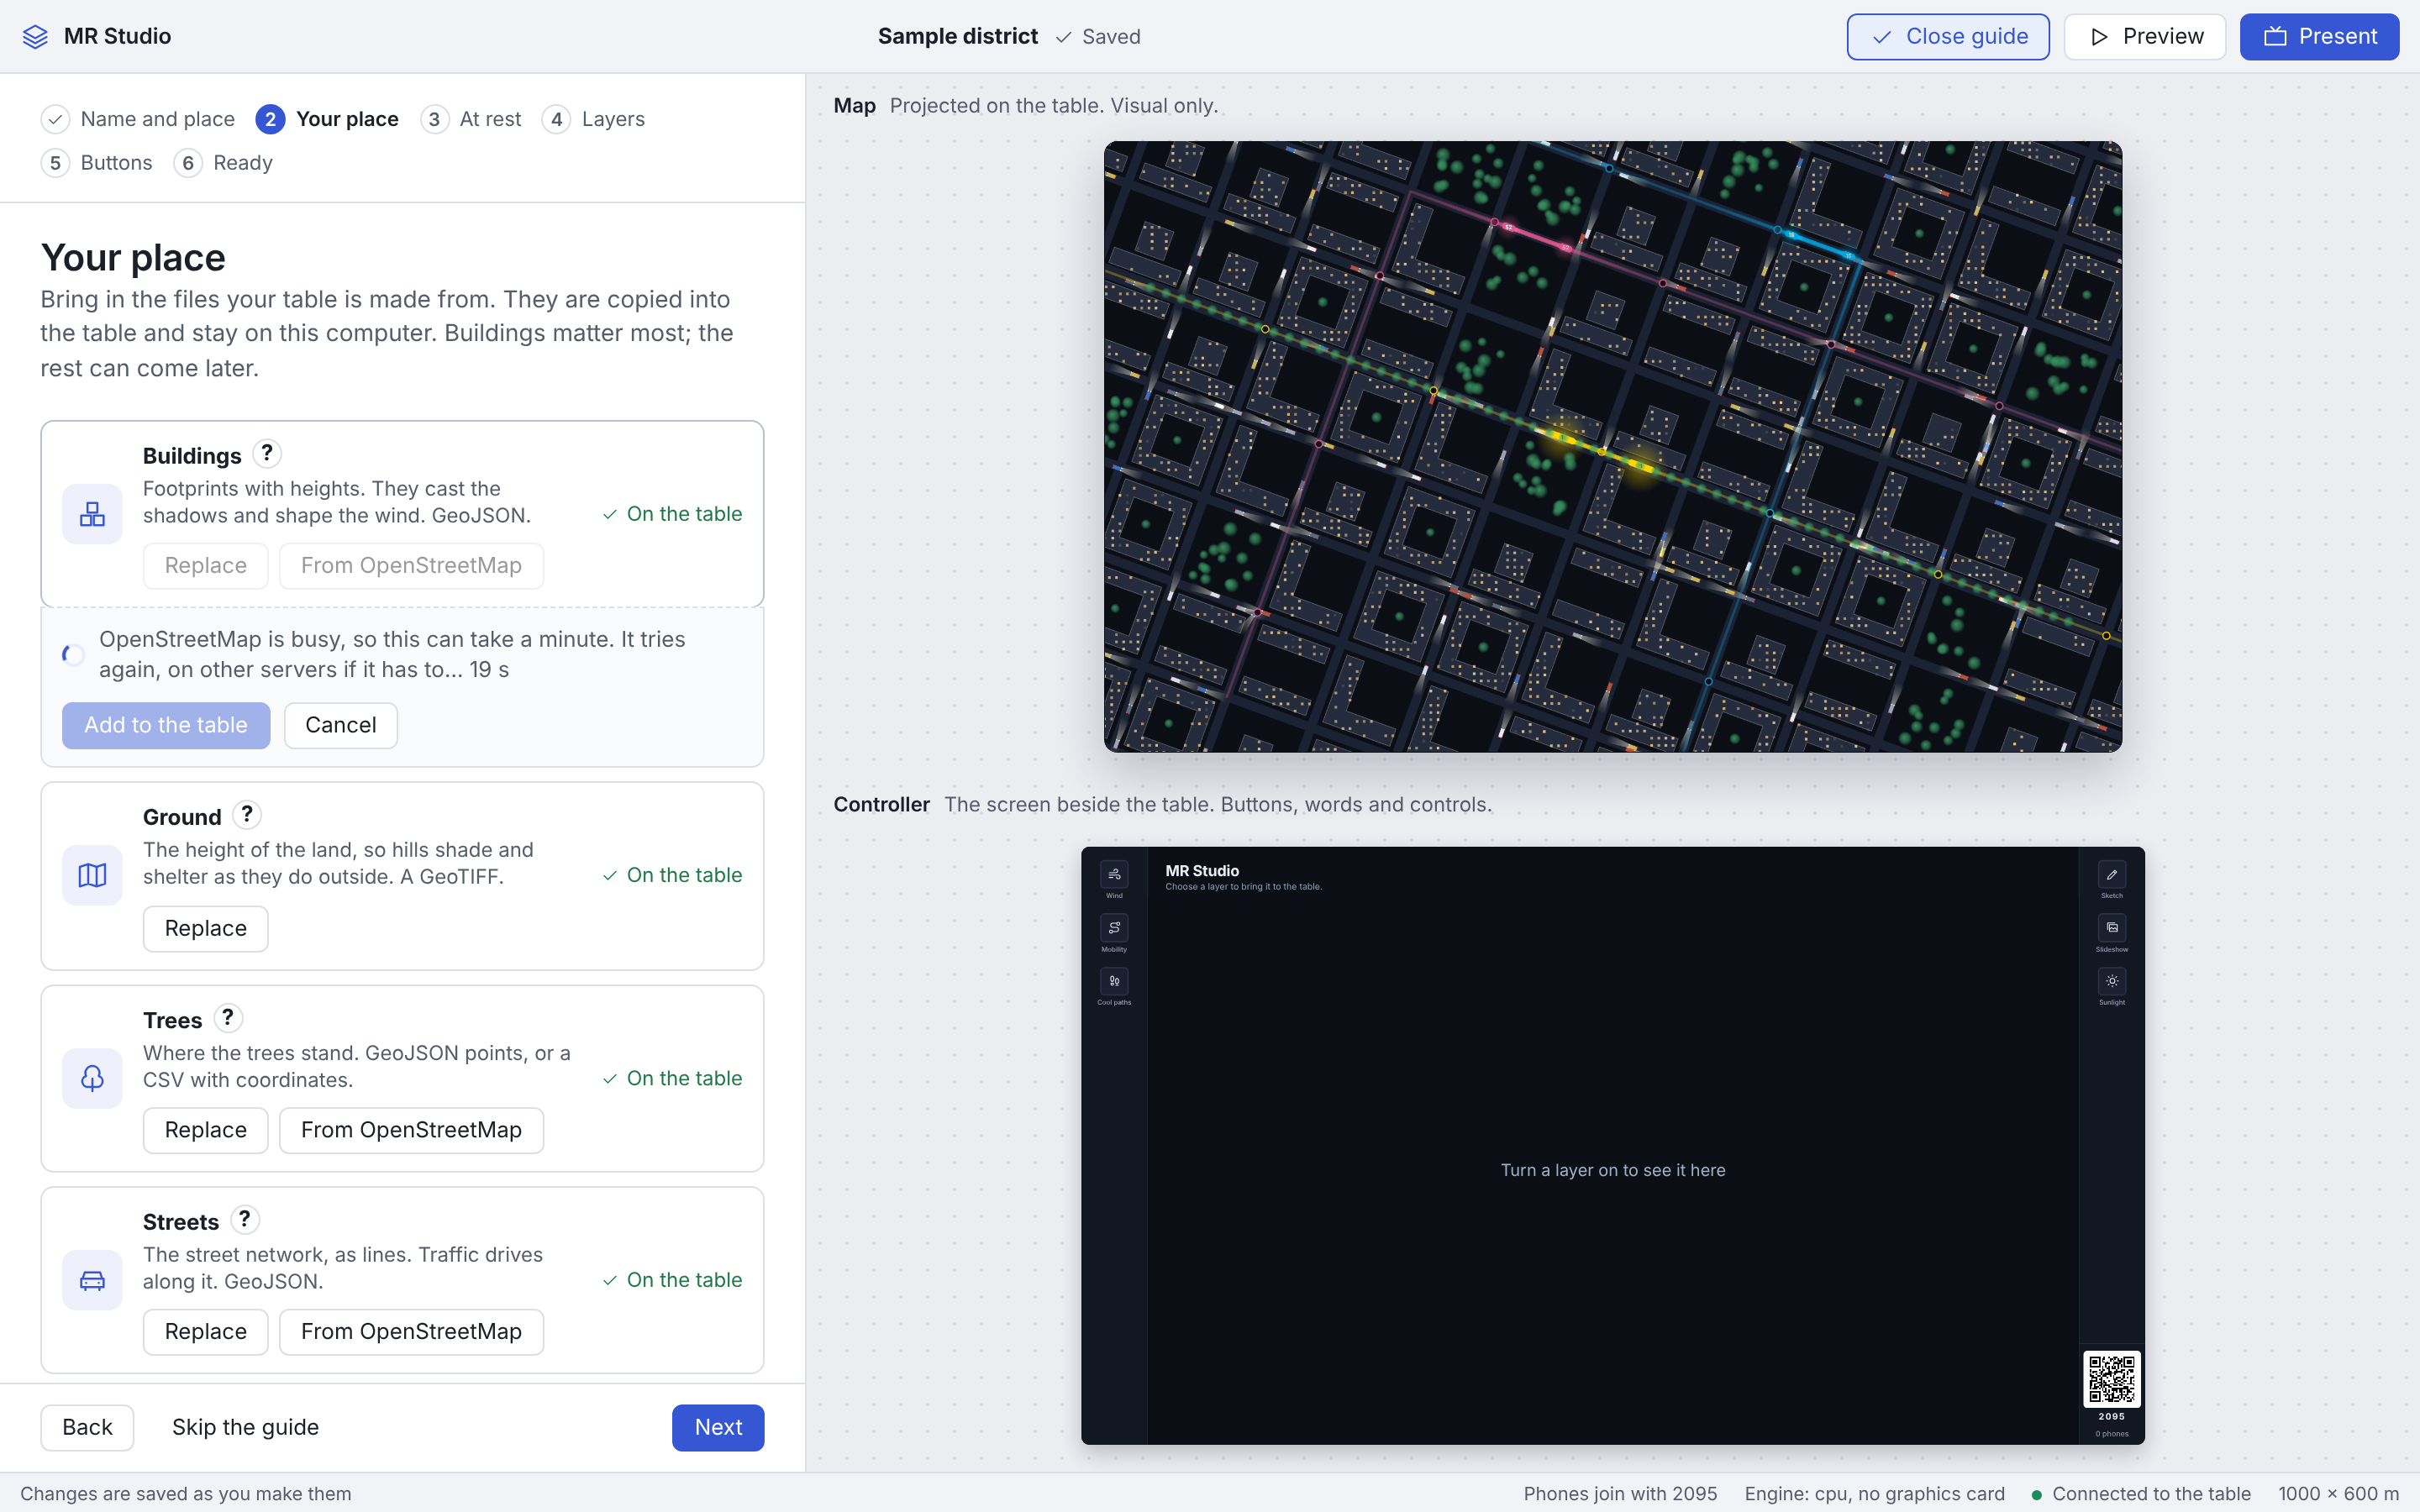 MR Studio
Sample district
Saved
Close guide
Preview
Present
Name and place
2 Your place
3 At rest
4 Layers
5 Buttons
6 Ready
Your place
Bring in the files your table is made from. They are copied into
the table and stay on this computer. Buildings matter most; the
rest can come later.
Buildings ?
Footprints with heights. They cast the
shadows and shape the wind. GeoJSON.
On the table
Replace
From OpenStreetMap
OpenStreetMap is busy, so this can take a minute. It tries
again, on other servers if it has to... 19 s
Add to the table
Cancel
Ground ?
The height of the land, so hills shade and
shelter as they do outside. A GeoTIFF.
On the table
Replace
Trees ?
Where the trees stand. GeoJSON points, or a
CSV with coordinates.
On the table
Replace
From OpenStreetMap
Streets ?
The street network, as lines. Traffic drives
along it. GeoJSON.
On the table
Replace
From OpenStreetMap
Back
Skip the guide
Next
Map Projected on the table. Visual only.
Controller The screen beside the table. Buttons, words and controls.
Wind
Mobility
Cool paths
MR Studio
Choose a layer to bring it to the table.
Turn a layer on to see it here
Sketch
Slideshow
Sunlight
2095
0 phones
Changes are saved as you make them
Phones join with 2095
Engine: cpu, no graphics card
Connected to the table
1000 × 600 m